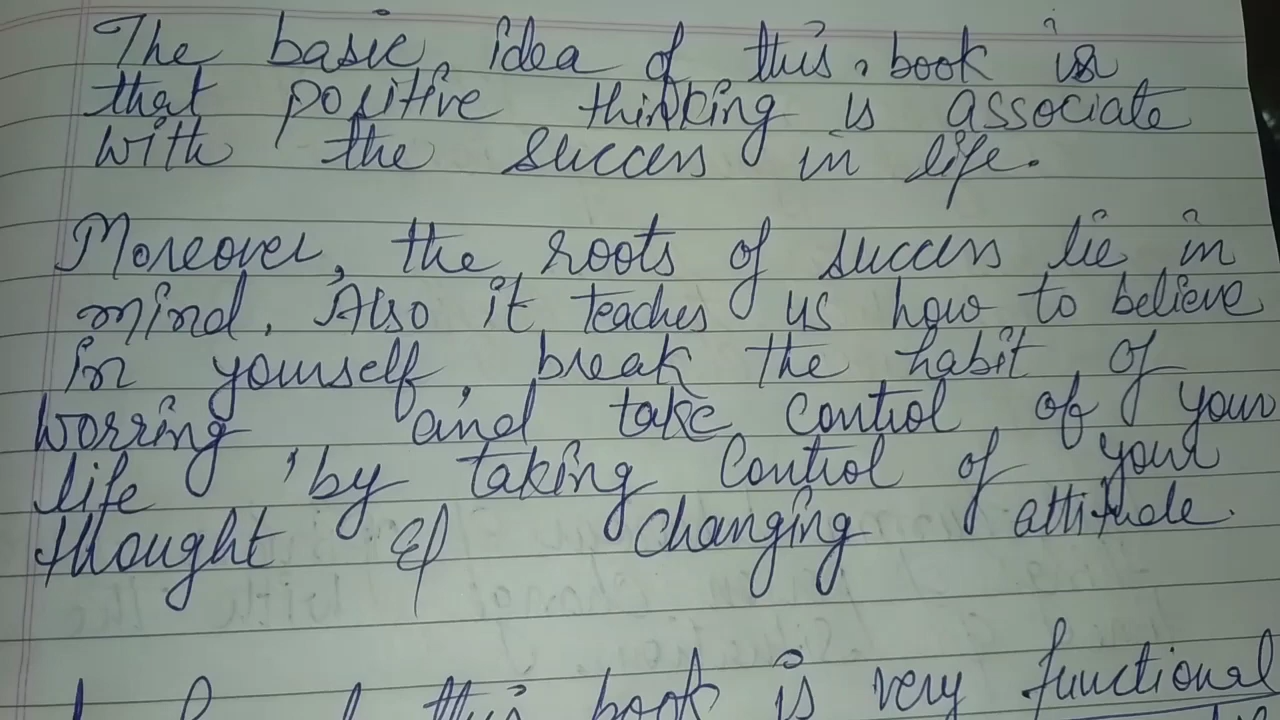 The basic idea of this book is
that positive thinking is associate
with the success in life.
Moreover, the roots of success lie in
mind. Also it teaches us how to believe
in yourself, break the habit of
worring and take control of your
life, by taking control of your
thought & changing attitude.
this book is very functional